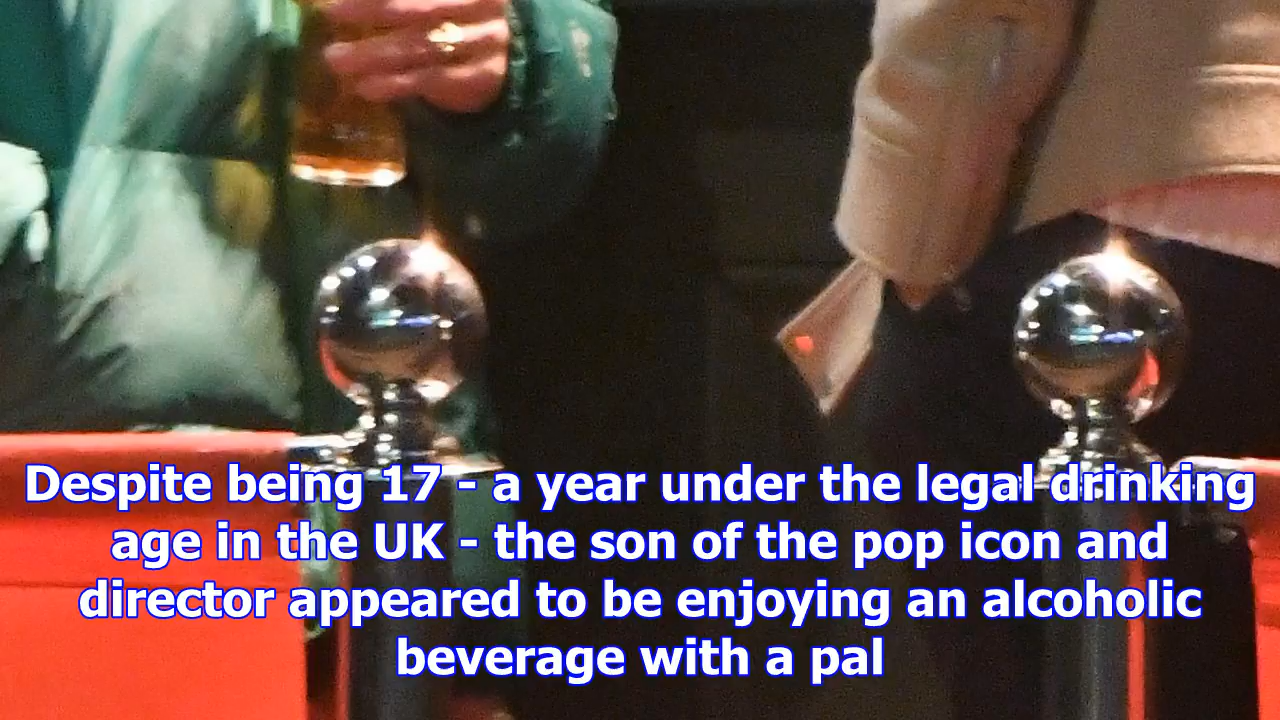 Despite being 17 - a year under the legal drinking
age in the UK - the son of the pop icon and
director appeared to be enjoying an alcoholic
beverage with a pal